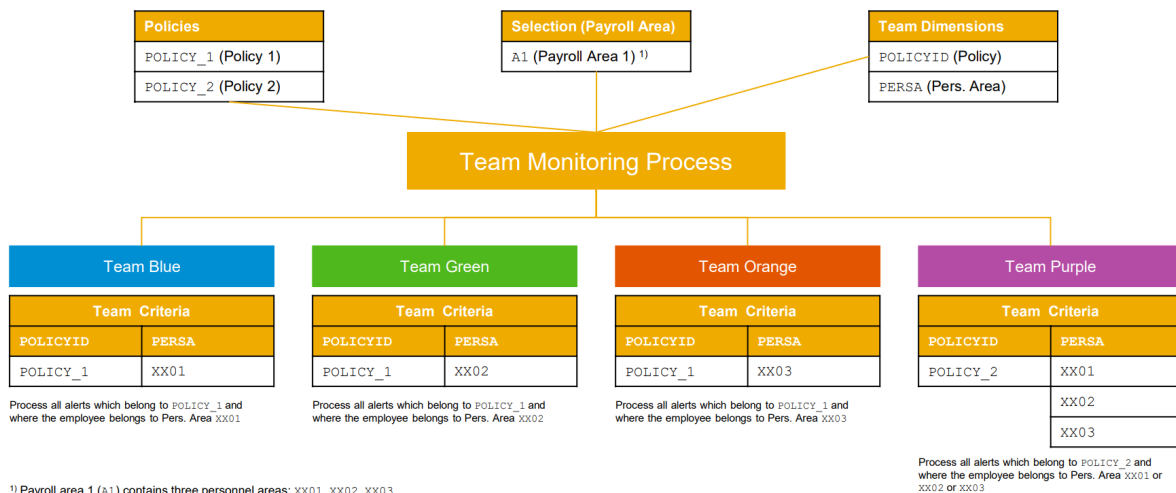 Policies
POLICY_1 (Policy 1)
POLICY_2 (Policy 2)
Selection (Payroll Area)
A1 (Payroll Area 1) 1)
Team Dimensions
POLICYID (Policy)
PERSA (Pers. Area)
Team Monitoring Process
Team Blue
Team Criteria
POLICYID PERSA
POLICY_1 XX01
Process all alerts which belong to POLICY_1 and
where the employee belongs to Pers. Area XX01
Team Green
Team Criteria
POLICYID PERSA
POLICY_1 XX02
Process all alerts which belong to POLICY_1 and
where the employee belongs to Pers. Area XX02
Team Orange
Team Criteria
POLICYID PERSA
POLICY_1 XX03
Process all alerts which belong to POLICY_1 and
where the employee belongs to Pers. Area XX03
Team Purple
Team Criteria
POLICYID PERSA
POLICY_2 XX01
XX02
XX03
Process all alerts which belong to POLICY_2 and
where the employee belongs to Pers. Area XX01 or
XX02 or XX03
1) Payroll area 1 (A1) contains three personnel areas: XX01, XX02, XX03